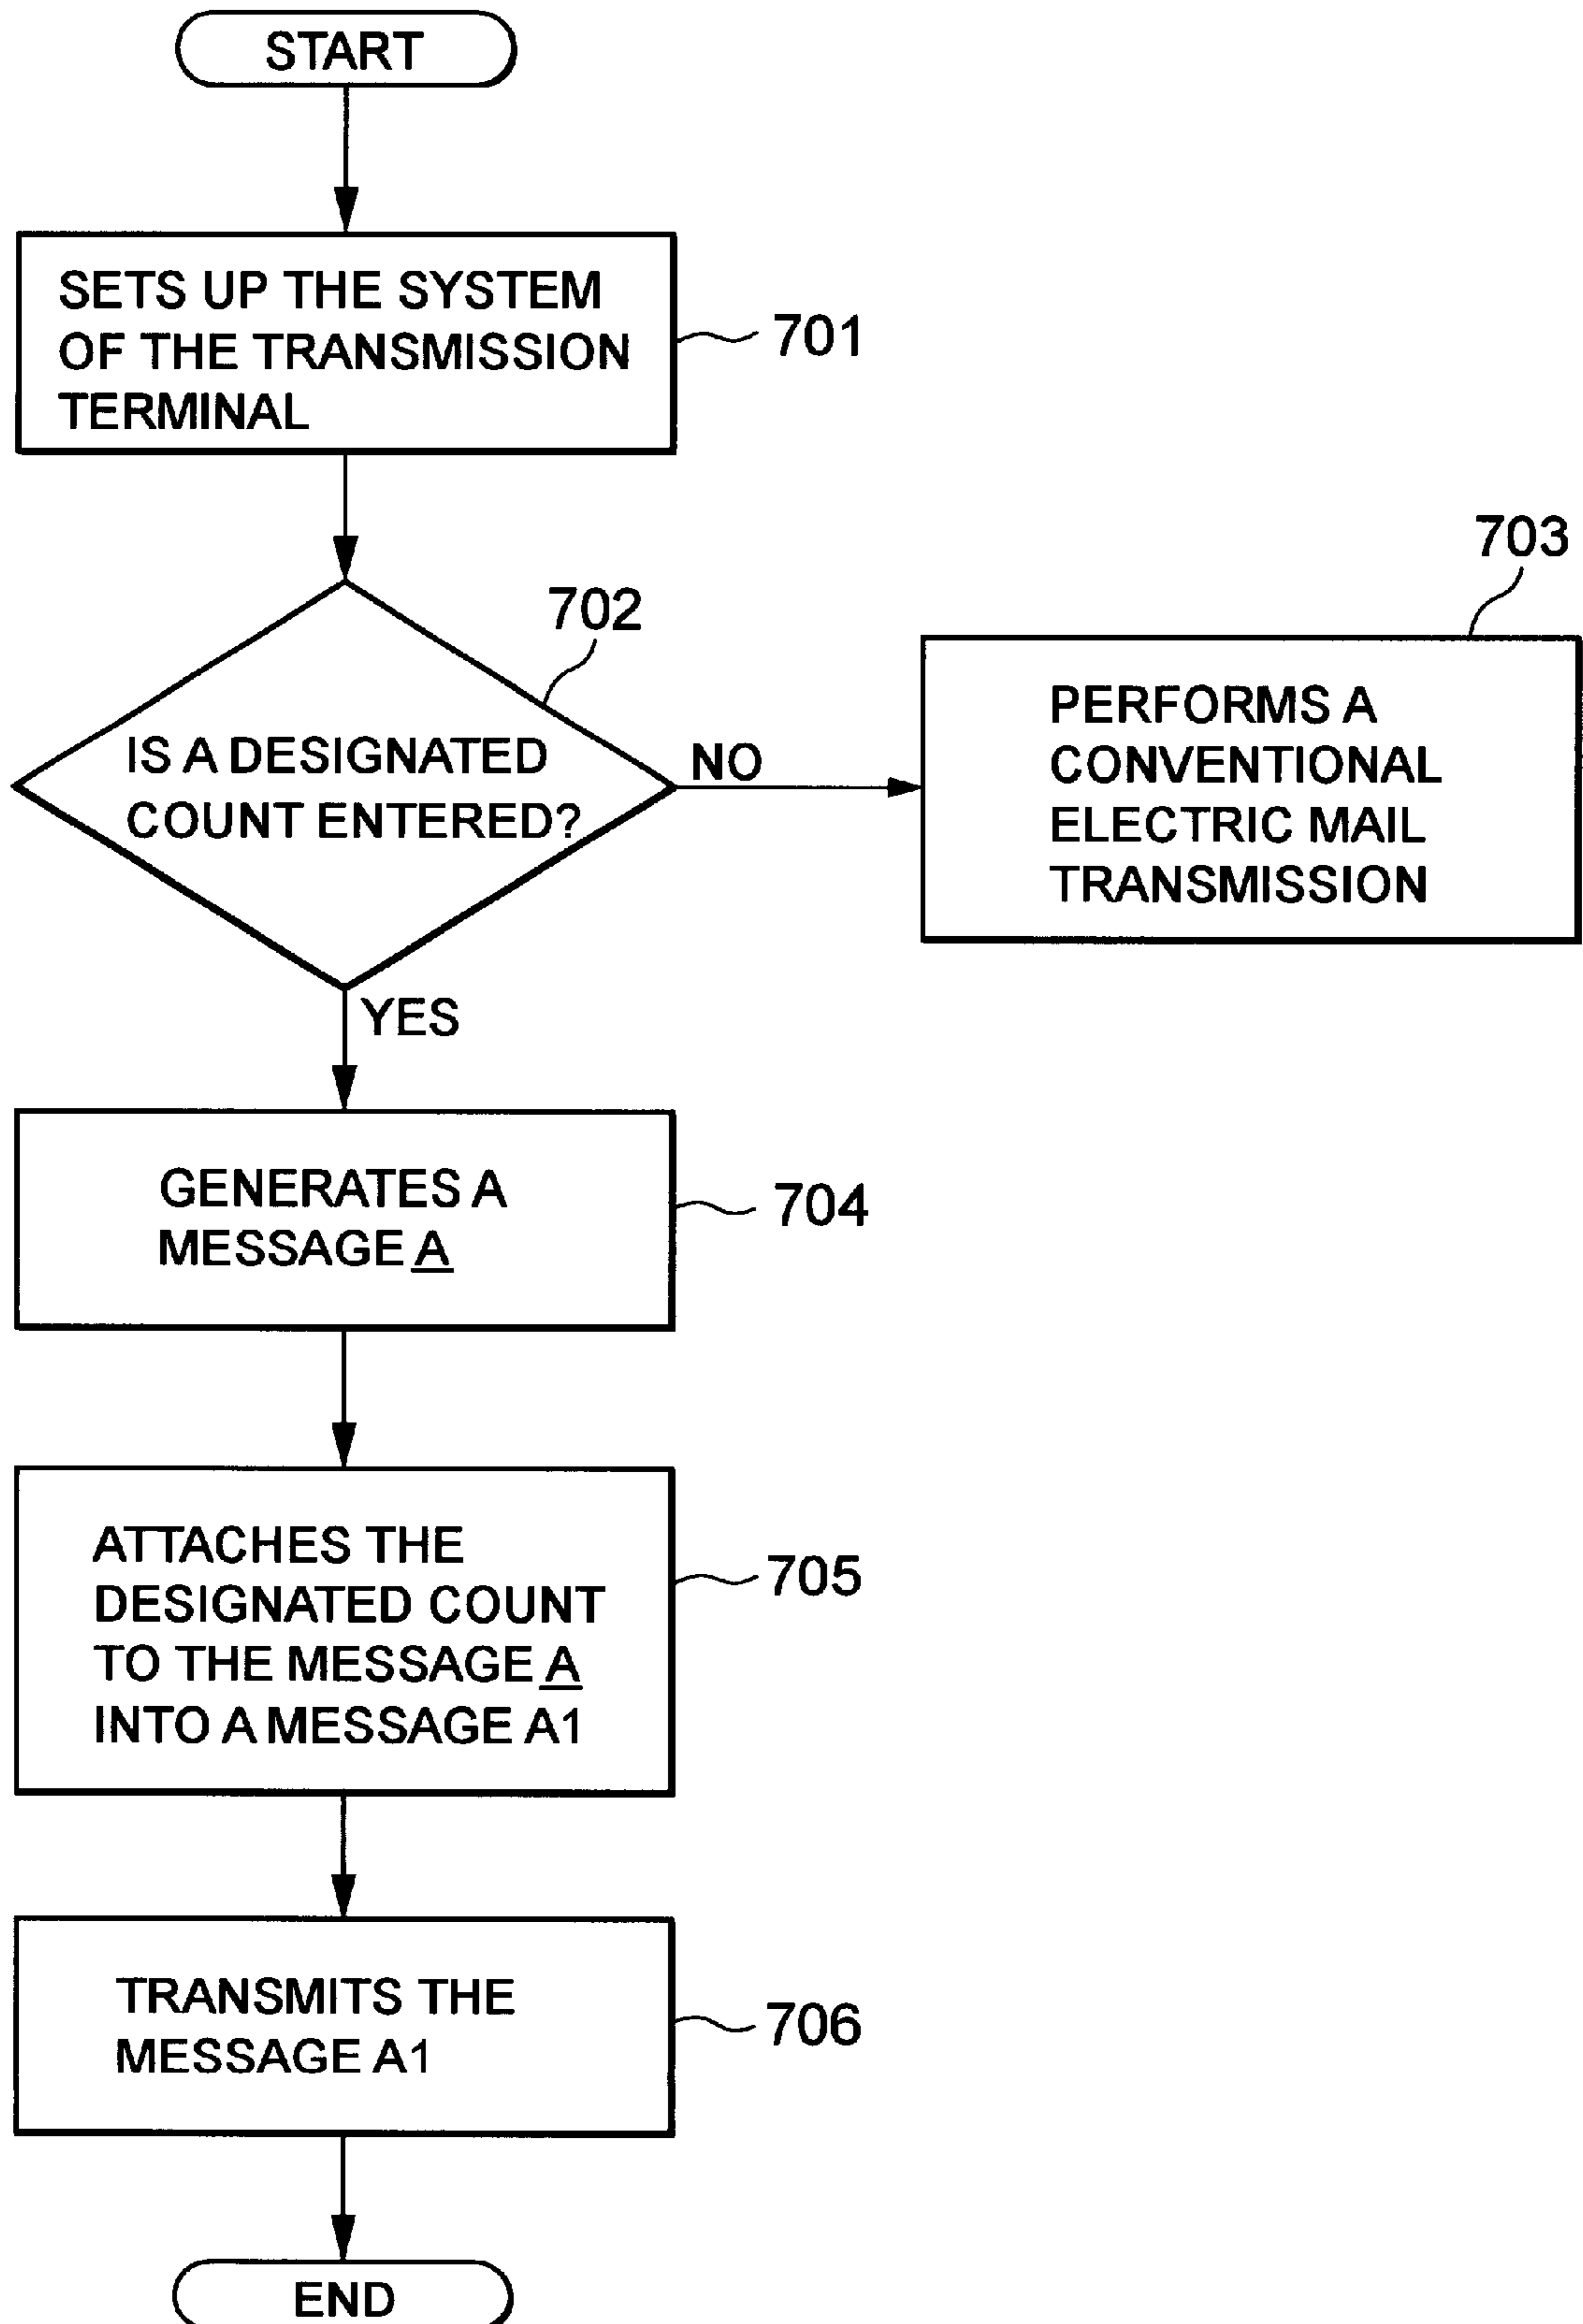 START
SETS UP THE SYSTEM
OF THE TRANSMISSION
TERMINAL
701
702
IS A DESIGNATED
COUNT ENTERED?
NO
703
PERFORMS A
CONVENTIONAL
ELECTRIC MAIL
TRANSMISSION
YES
GENERATES A
MESSAGE A
704
ATTACHES THE
DESIGNATED COUNT
TO THE MESSAGE A
INTO A MESSAGE A1
705
TRANSMITS THE
MESSAGE A1
706
END